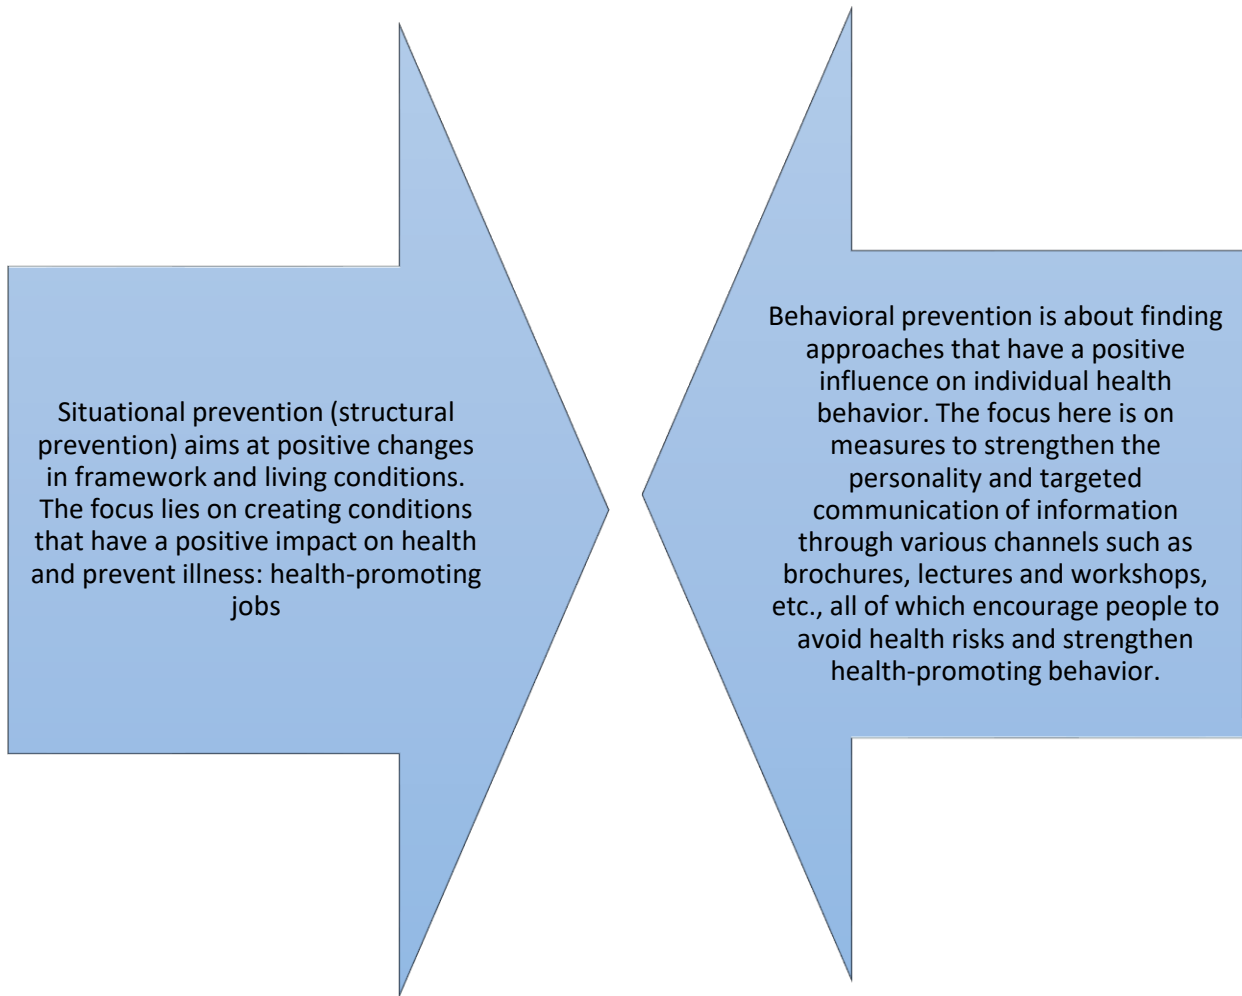 Situational prevention (structural
prevention) aims at positive changes
in framework and living conditions.
The focus lies on creating conditions
that have a positive impact on health
and prevent illness: health-promoting
jobs
Behavioral prevention is about finding
approaches that have a positive
influence on individual health
behavior. The focus here is on
measures to strengthen the
personality and targeted
communication of information
through various channels such as
brochures, lectures and workshops,
etc., all of which encourage people to
avoid health risks and strengthen
health-promoting behavior.